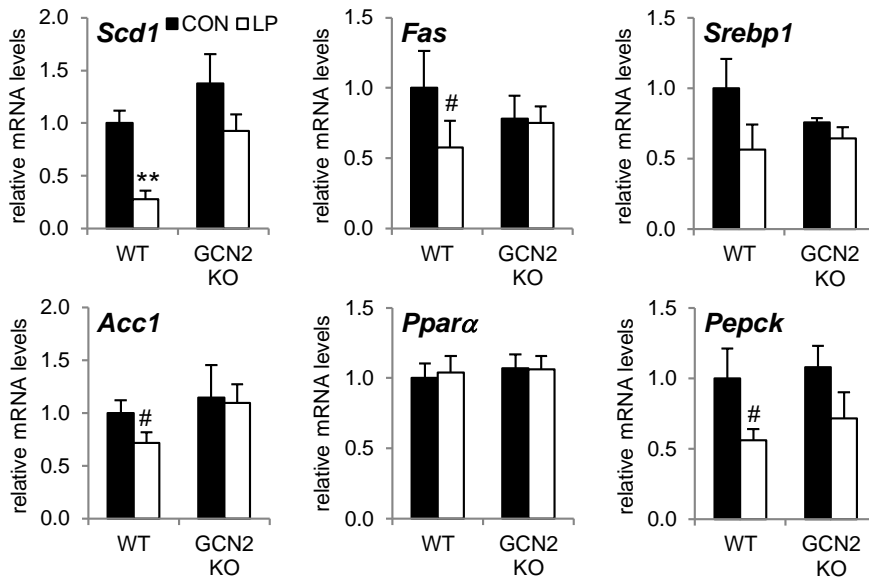 Scd1 CON LP
relative mRNA levels
2.0
1.5
1.0
0.5
0.0
**
WT GCN2 KO
Fas
relative mRNA levels
1.5
1.0
0.5
0.0
#
WT GCN2 KO
Srebp1
relative mRNA levels
1.5
1.0
0.5
0.0
WT GCN2 KO
Acc1
relative mRNA levels
2.0
1.5
1.0
0.5
0.0
#
WT GCN2 KO
Pparα
relative mRNA levels
1.5
1.0
0.5
0.0
WT GCN2 KO
Pepck
relative mRNA levels
1.5
1.0
0.5
0.0
#
WT GCN2 KO